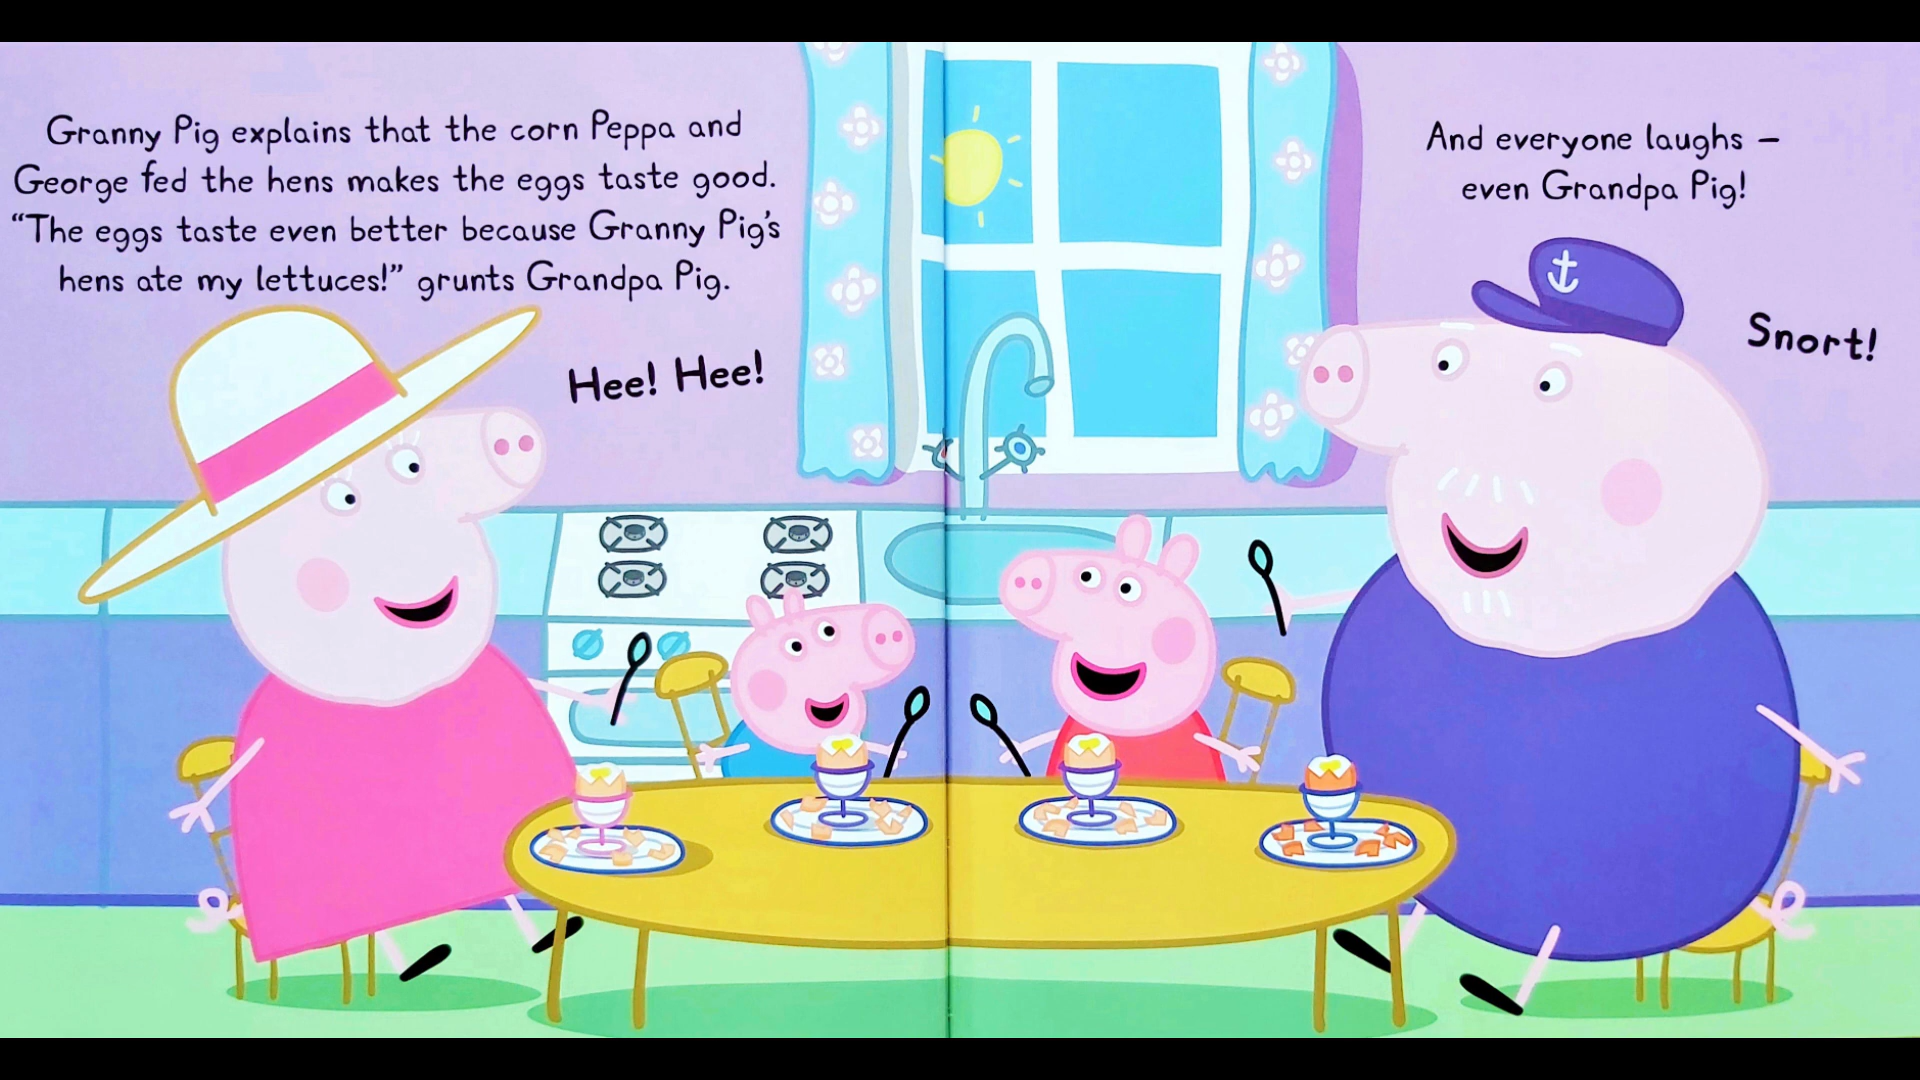 Granny Pig explains that the corn Peppa and
George fed the hens makes the eggs taste good.
“The eggs taste even better because Granny Pig’s
hens ate my lettuces!” grunts Grandpa Pig.
Hee! Hee!
And everyone laughs –
even Grandpa Pig!
Snort!